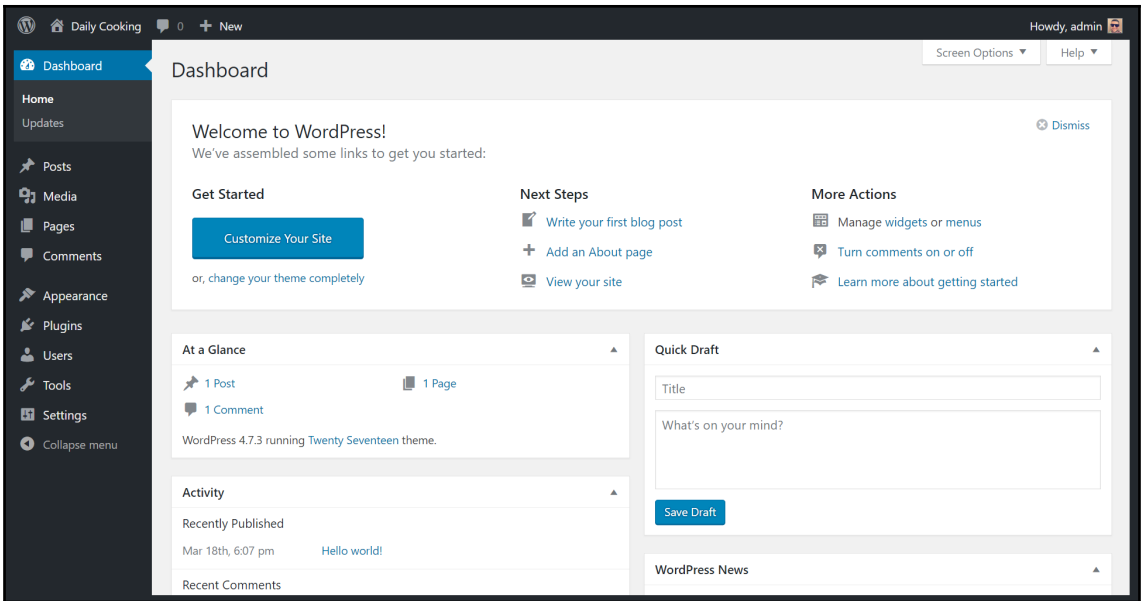 Daily Cooking 0 New Howdy, admin
Dashboard
Home
Updates
Posts
Media
Pages
Comments
Appearance
Plugins
Users
Tools
Settings
Collapse menu
Screen Options Help
Dashboard
Welcome to WordPress!
We've assembled some links to get you started:
Dismiss
Get Started
Customize Your Site
or, change your theme completely
Next Steps
Write your first blog post
Add an About page
View your site
More Actions
Manage widgets or menus
Turn comments on or off
Learn more about getting started
At a Glance
1 Post 1 Page
1 Comment
WordPress 4.7.3 running Twenty Seventeen theme.
Activity
Recently Published
Mar 18th, 6:07 pm Hello world!
Recent Comments
Quick Draft
Title
What's on your mind?
Save Draft
WordPress News